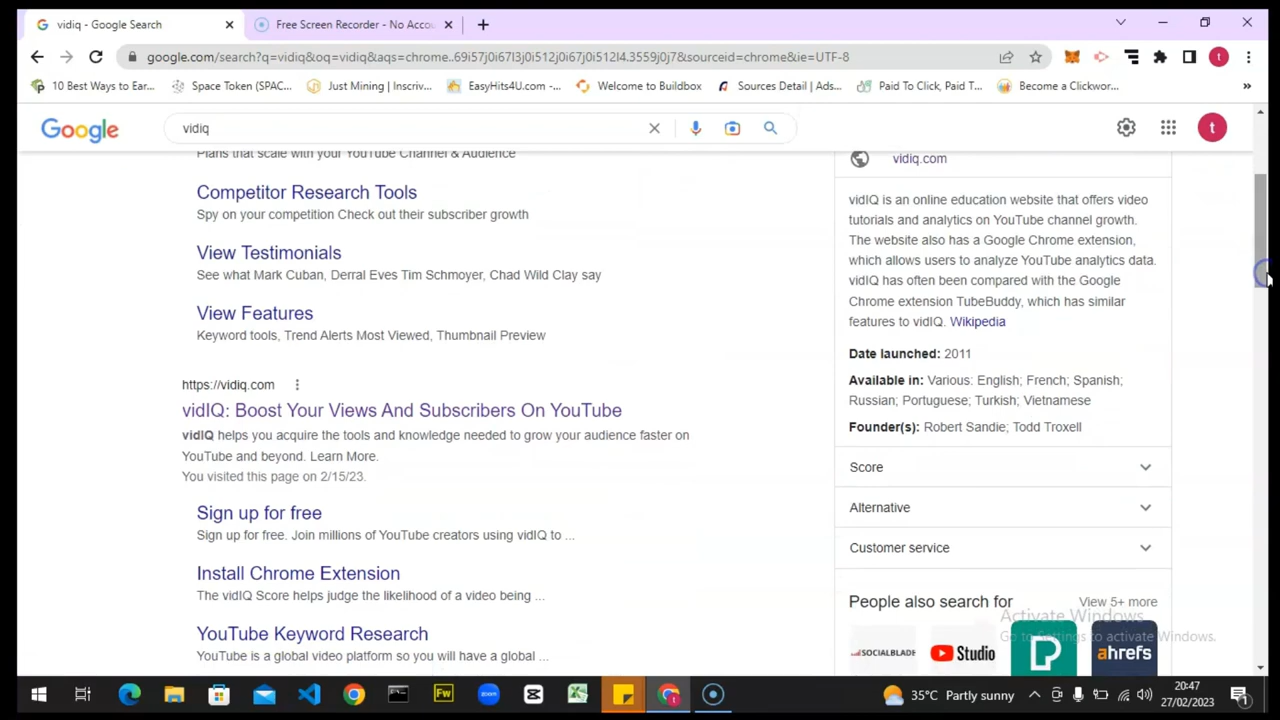 vidiq - Google Search
Free Screen Recorder - No Accou
google.com/search?q=vidiq&oq=vidiq&aqs=chrome..69i57j0i67l3j0i512j0i67j0i512l4.3559j0j7&sourceid=chrome&ie=UTF-8
t
10 Best Ways to Ear...
Space Token (SPAC...
Just Mining | Inscriv...
EasyHits4U.com -...
Welcome to Buildbox
Sources Detail | Ads...
Paid To Click, Paid T...
Become a Clickwor...
»
Google
vidiq
t
Plans that scale with your YouTube Channel & Audience
Competitor Research Tools
Spy on your competition Check out their subscriber growth
View Testimonials
See what Mark Cuban, Derral Eves Tim Schmoyer, Chad Wild Clay say
View Features
Keyword tools, Trend Alerts Most Viewed, Thumbnail Preview
https://vidiq.com
vidIQ: Boost Your Views And Subscribers On YouTube
vidIQ helps you acquire the tools and knowledge needed to grow your audience faster on
YouTube and beyond. Learn More.
You visited this page on 2/15/23.
Sign up for free
Sign up for free. Join millions of YouTube creators using vidIQ to ...
Install Chrome Extension
The vidIQ Score helps judge the likelihood of a video being ...
YouTube Keyword Research
YouTube is a global video platform so you will have a global ...
vidiq.com
vidIQ is an online education website that offers video
tutorials and analytics on YouTube channel growth.
The website also has a Google Chrome extension,
which allows users to analyze YouTube analytics data.
vidIQ has often been compared with the Google
Chrome extension TubeBuddy, which has similar
features to vidIQ. Wikipedia
Date launched: 2011
Available in: Various: English; French; Spanish;
Russian; Portuguese; Turkish; Vietnamese
Founder(s): Robert Sandie; Todd Troxell
Score
Alternative
Customer service
People also search for
View 5+ more
SOCIALBLADE
Studio
P
ahrefs
Activate Windows
Go to Settings to activate Windows.
Fw
zoom
35°C Partly sunny
20:47
27/02/2023
1